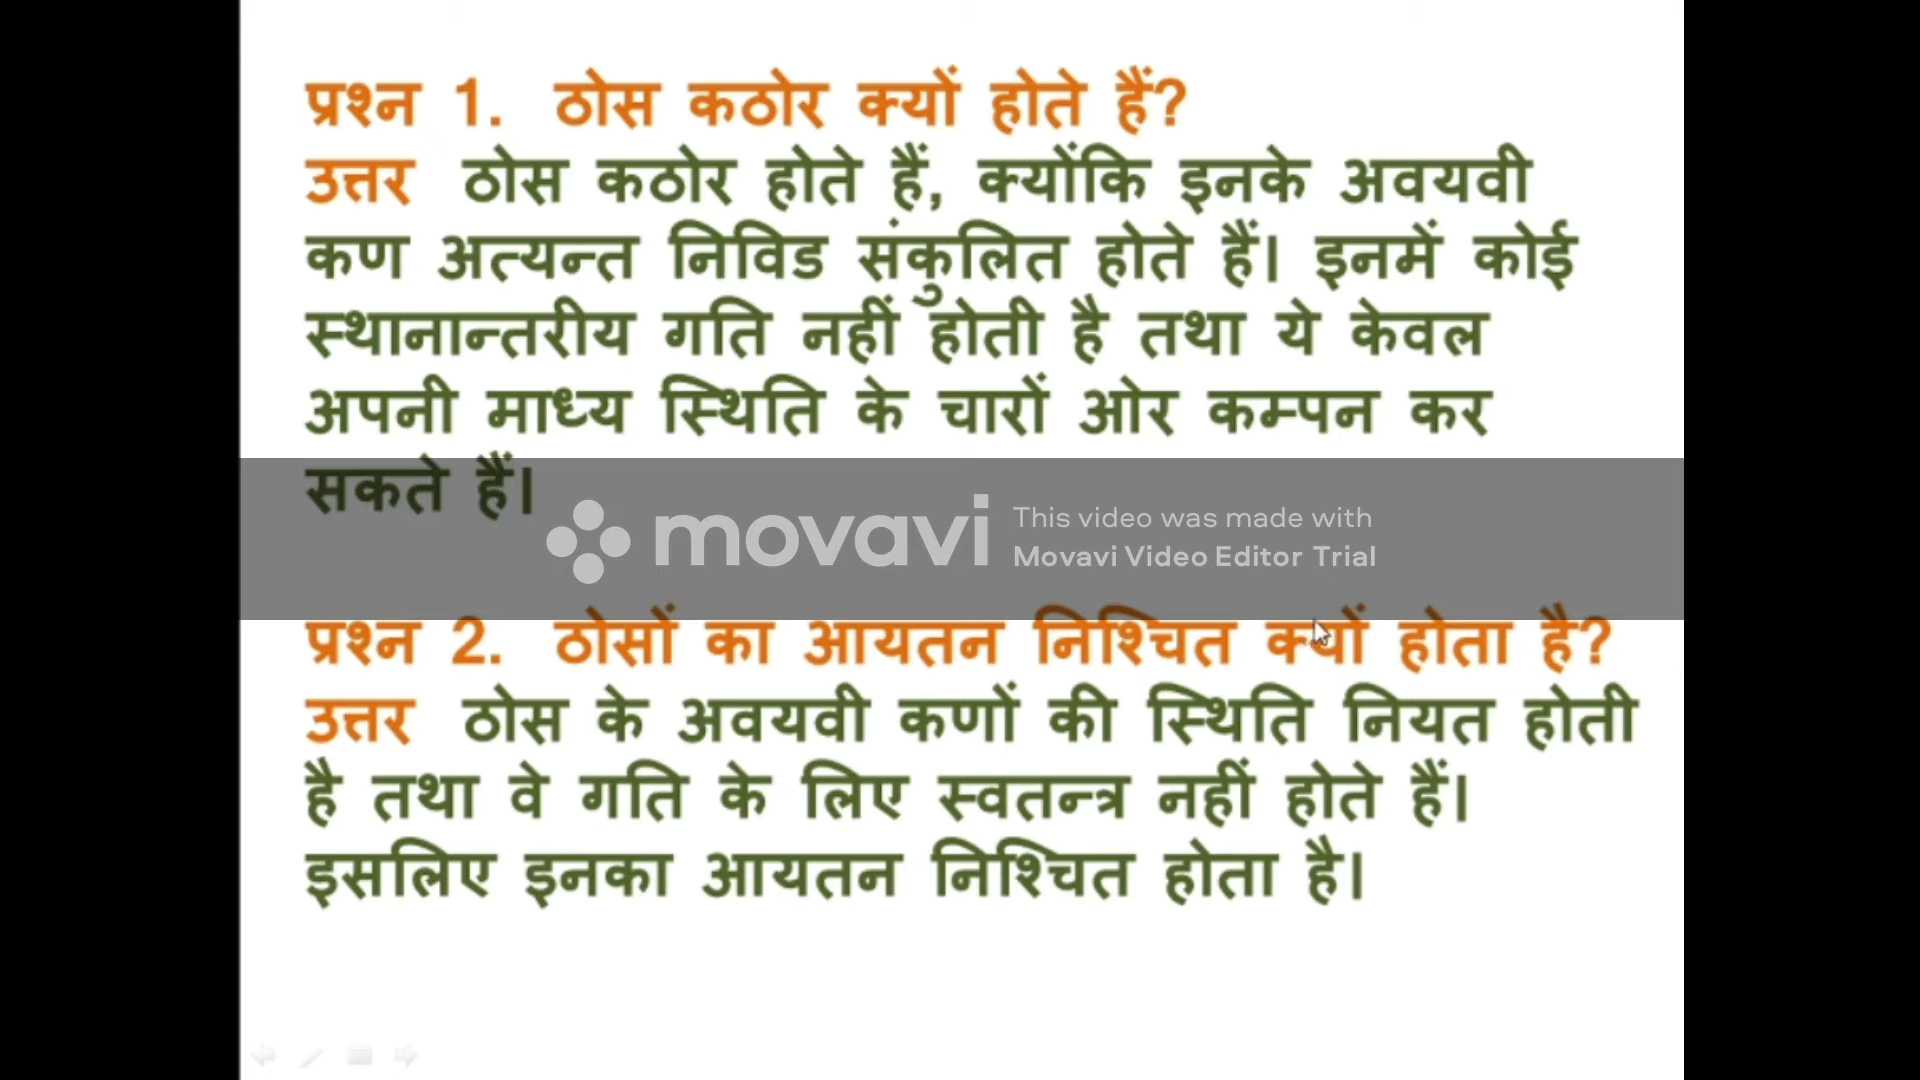 प्रश्न 1. ठोस कठोर क्यों होते हैं?
उत्तर ठोस कठोर होते हैं, क्योंकि इनके अवयवी
कण अत्यन्त निविड संकुलित होते हैं। इनमें कोई
स्थानान्तरीय गति नहीं होती है तथा ये केवल
अपनी माध्य स्थिति के चारों ओर कम्पन कर
सकते हैं।
movavi
This video was made with
Movavi Video Editor Trial
प्रश्न 2. ठोसों का आयतन निश्चित क्यों होता है?
उत्तर ठोस के अवयवी कणों की स्थिति नियत होती
है तथा वे गति के लिए स्वतन्त्र नहीं होते हैं।
इसलिए इनका आयतन निश्चित होता है।